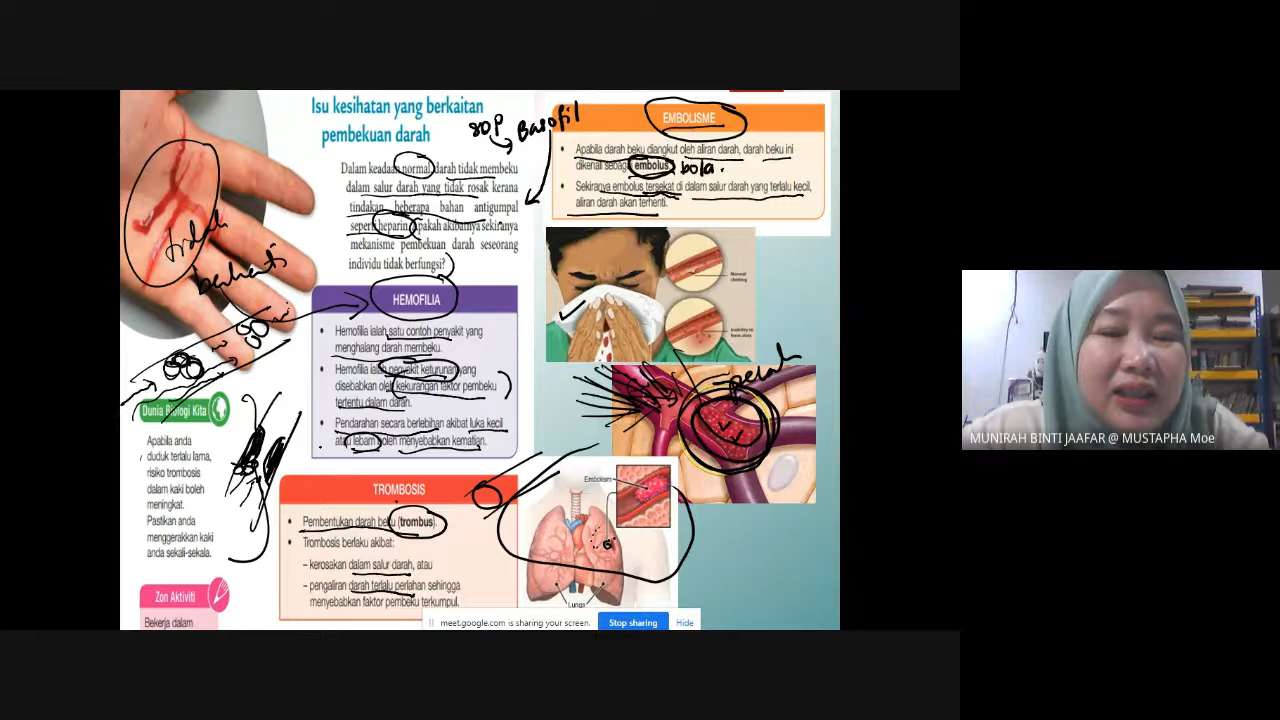 Isu kesihatan yang berkaitan
pembekuan darah
SOP
Basofil
Dalam keadaan normal darah tidak membeku
dalam salur darah yang tidak rosak kerana
tindakan beberapa bahan antigumpal
seperti heparin. Apakah akibatnya sekiranya
mekanisme pembekuan darah seseorang
individu tidak berfungsi?
HEMOFILIA
• Hemofilia ialah satu contoh penyakit yang
menghalang darah membeku.
• Hemofilia ialah penyakit keturunan yang
disebabkan oleh kekurangan faktor pembeku
tertentu dalam darah.
• Pendarahan secara berlebihan akibat luka kecil
atau lebam boleh menyebabkan kematian.
Dunia Biologi Kita
Apabila anda
duduk terlalu lama,
risiko trombosis
dalam kaki boleh
meningkat.
Pastikan anda
menggerakkan kaki
anda sekali-sekala.
Zon Aktiviti
Bekerja dalam
TROMBOSIS
• Pembentukan darah beku (trombus).
• Trombosis berlaku akibat:
– kerosakan dalam salur darah, atau
– pengaliran darah terlalu perlahan sehingga
menyebabkan faktor pembeku terkumpul.
EMBOLISME
• Apabila darah beku diangkut oleh aliran darah, darah beku ini
dikenali sebagai embolus. bola.
• Sekiranya embolus tersekat di dalam salur darah yang terlalu kecil,
aliran darah akan terhenti.
Normal
clotting
Inability to
form clots
pecah
Embolism
Lungs
meet.google.com is sharing your screen.
Stop sharing
Hide
MUNIRAH BINTI JAAFAR @ MUSTAPHA Moe